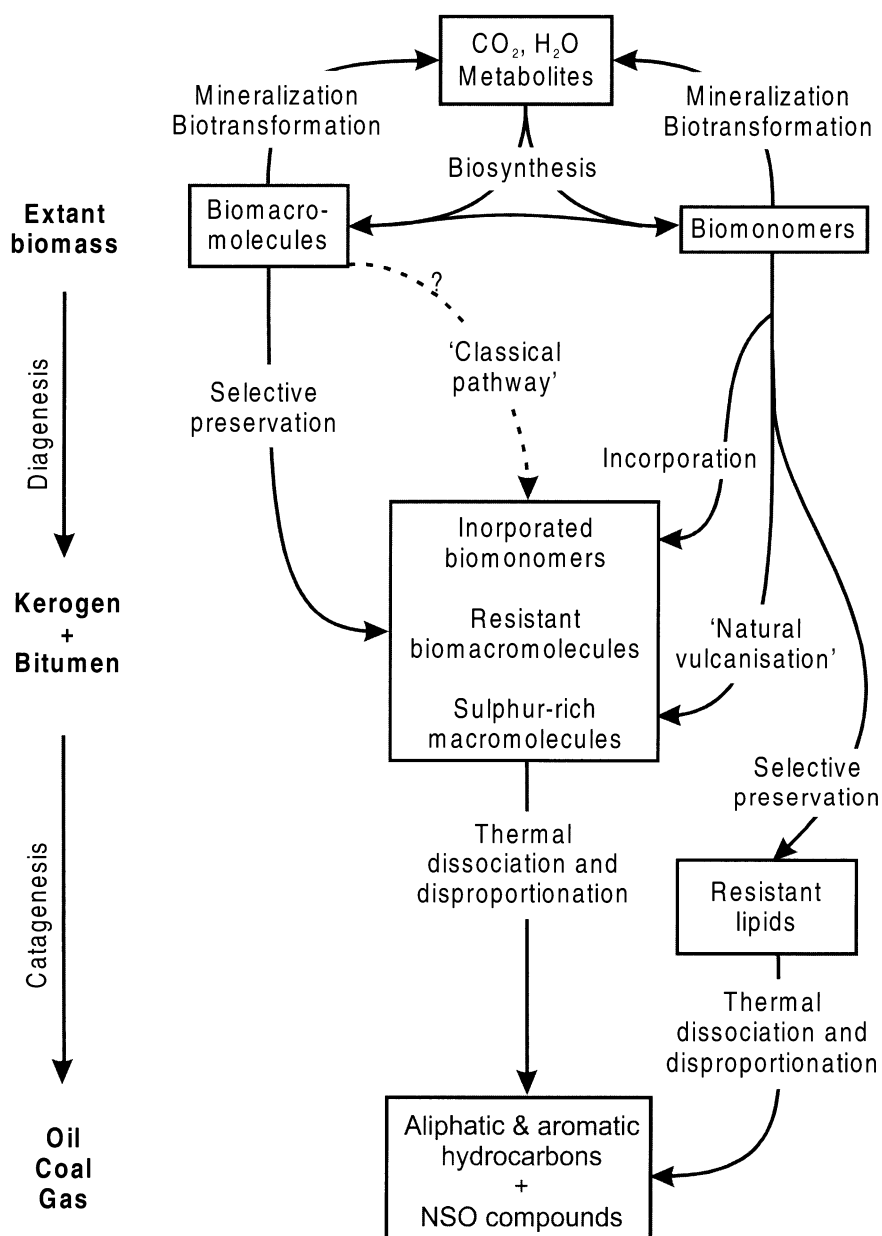 CO₂, H₂O
Metabolites
Mineralization
Biotransformation
Mineralization
Biotransformation
Biosynthesis
Extant
biomass
Biomacro-
molecules
Biomonomers
?
'Classical
pathway'
Diagenesis
Selective
preservation
Incorporation
Inorporated
biomonomers
Resistant
biomacromolecules
Sulphur-rich
macromolecules
Kerogen
+
Bitumen
'Natural
vulcanisation'
Selective
preservation
Thermal
dissociation and
disproportionation
Catagenesis
Resistant
lipids
Thermal
dissociation and
disproportionation
Oil
Coal
Gas
Aliphatic & aromatic
hydrocarbons
+
NSO compounds